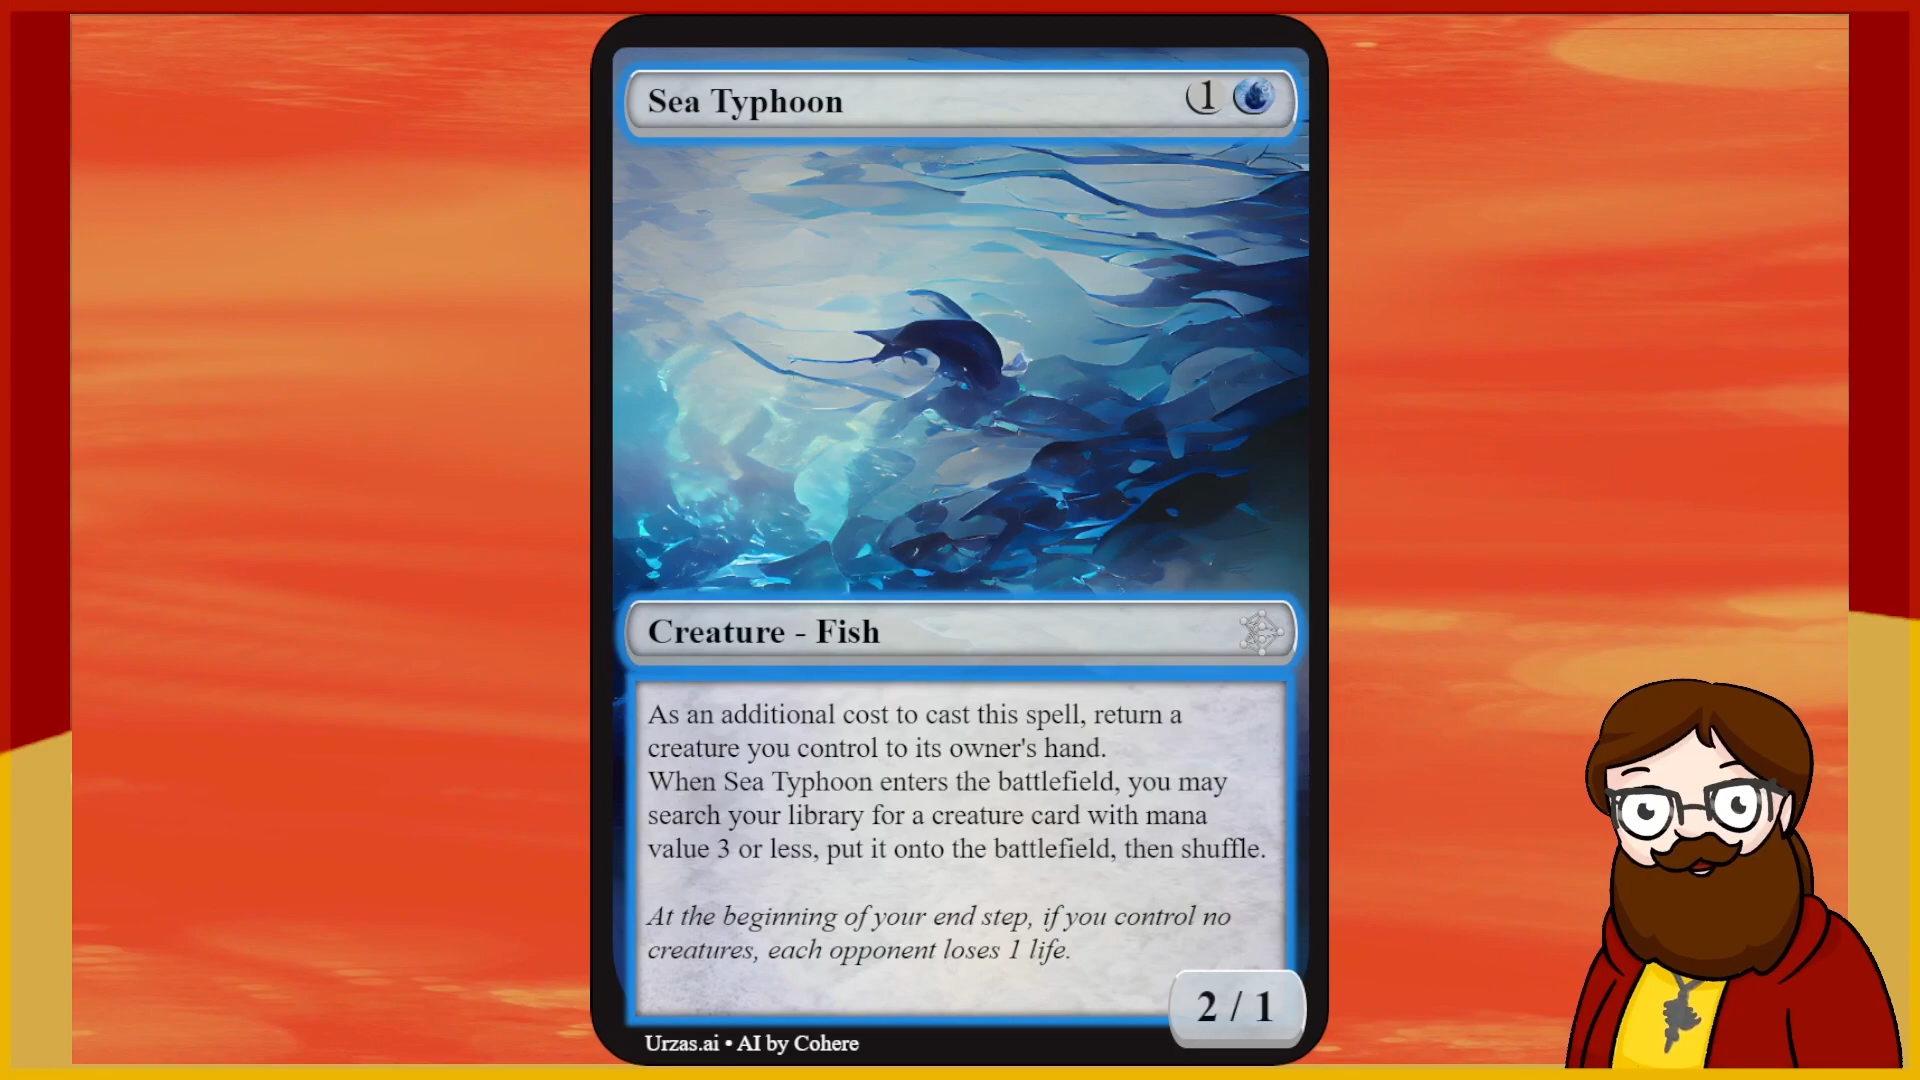 Sea Typhoon
1
Creature - Fish
As an additional cost to cast this spell, return a
creature you control to its owner's hand.
When Sea Typhoon enters the battlefield, you may
search your library for a creature card with mana
value 3 or less, put it onto the battlefield, then shuffle.
At the beginning of your end step, if you control no
creatures, each opponent loses 1 life.
2 / 1
Urzas.ai • AI by Cohere